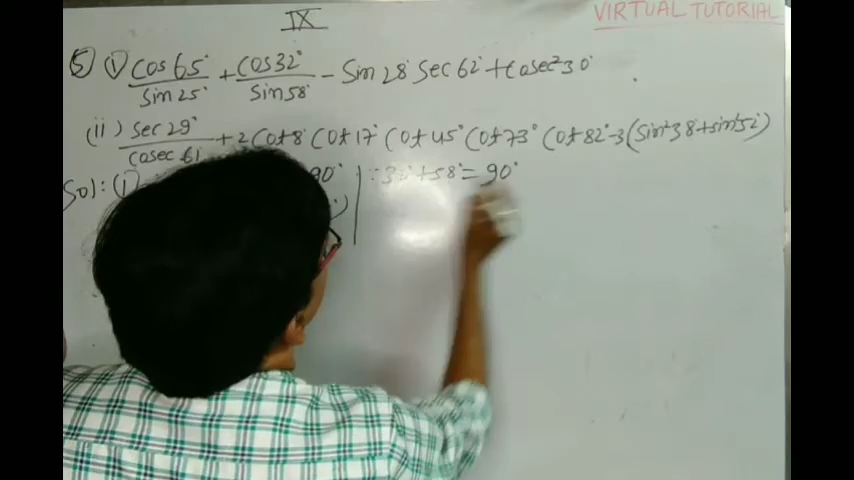 IX
VIRTUAL TUTORIAL
⑤ ⓘ cos 65°/sin 25° + cos 32°/sin 58° - sin 28° sec 62° + cosec²30°
(ii) sec 29°/cosec 61° + 2 cot 8° cot 17° cot 45° cot 73° cot 82° - 3 (sin²38° + sin²52°)
Sol: (i) 90° | ∵ 32° + 58° = 90°